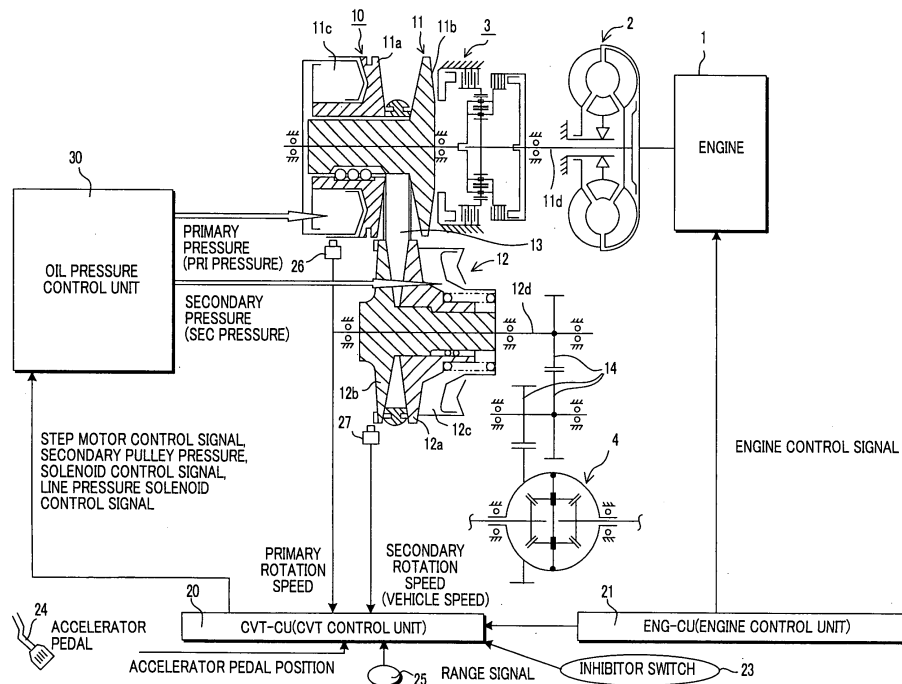 11c
10
11a
11
11b
3
2
1
ENGINE
11d
30
OIL PRESSURE
CONTROL UNIT
PRIMARY
PRESSURE
(PRI PRESSURE)
26
13
12
SECONDARY
PRESSURE
(SEC PRESSURE)
12d
14
12b
27
12a
12c
4
STEP MOTOR CONTROL SIGNAL,
SECONDARY PULLEY PRESSURE,
SOLENOID CONTROL SIGNAL,
LINE PRESSURE SOLENOID
CONTROL SIGNAL
ENGINE CONTROL SIGNAL
PRIMARY
ROTATION
SPEED
SECONDARY
ROTATION
SPEED
(VEHICLE SPEED)
24
ACCELERATOR
PEDAL
20
CVT-CU(CVT CONTROL UNIT)
21
ENG-CU(ENGINE CONTROL UNIT)
ACCELERATOR PEDAL POSITION
25
RANGE SIGNAL
INHIBITOR SWITCH
23